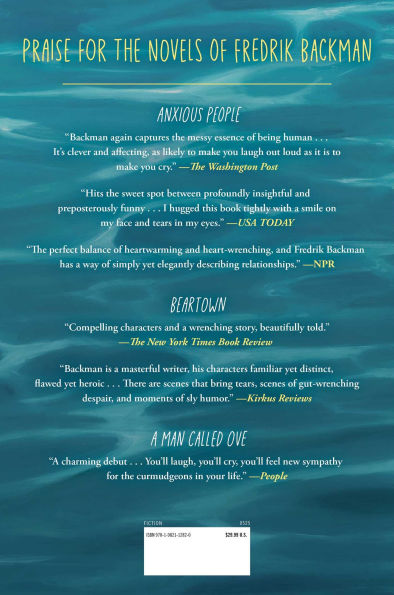 PRAISE FOR THE NOVELS OF FREDRIK BACKMAN
ANXIOUS PEOPLE
“Backman again captures the messy essence of being human . . .
It’s clever and affecting, as likely to make you laugh out loud as it is to
make you cry.” —The Washington Post
“Hits the sweet spot between profoundly insightful and
preposterously funny . . . I hugged this book tightly with a smile on
my face and tears in my eyes.” —USA TODAY
“The perfect balance of heartwarming and heart-wrenching, and Fredrik Backman
has a way of simply yet elegantly describing relationships.” —NPR
BEARTOWN
“Compelling characters and a wrenching story, beautifully told.”
—The New York Times Book Review
“Backman is a masterful writer, his characters familiar yet distinct,
flawed yet heroic . . . There are scenes that bring tears, scenes of gut-wrenching
despair, and moments of sly humor.” —Kirkus Reviews
A MAN CALLED OVE
“A charming debut . . . You’ll laugh, you’ll cry, you’ll feel new sympathy
for the curmudgeons in your life.” —People
FICTION 0525
ISBN 978-1-9821-1282-0 $29.99 U.S.